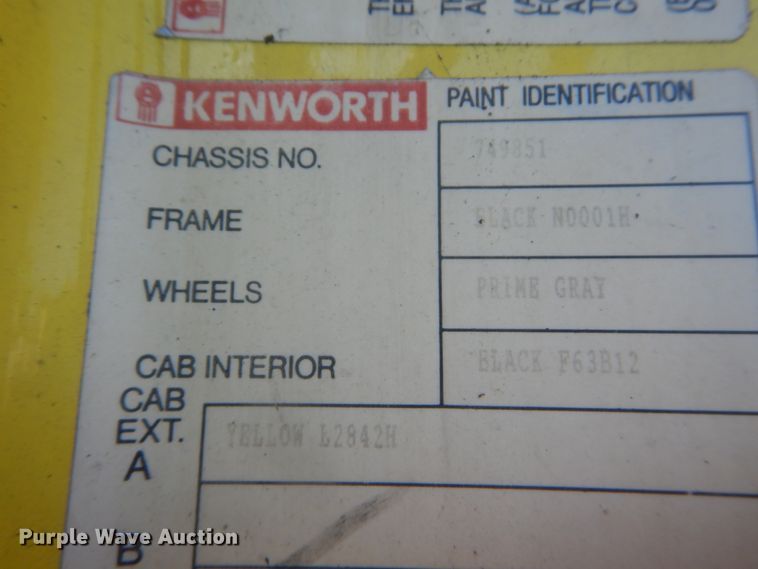 KENWORTH PAINT IDENTIFICATION
CHASSIS NO. 749851
FRAME BLACK N0001H
WHEELS PRIME GRAY
CAB INTERIOR BLACK F63B12
CAB
EXT.
A YELLOW L2842H
B
Purple Wave Auction